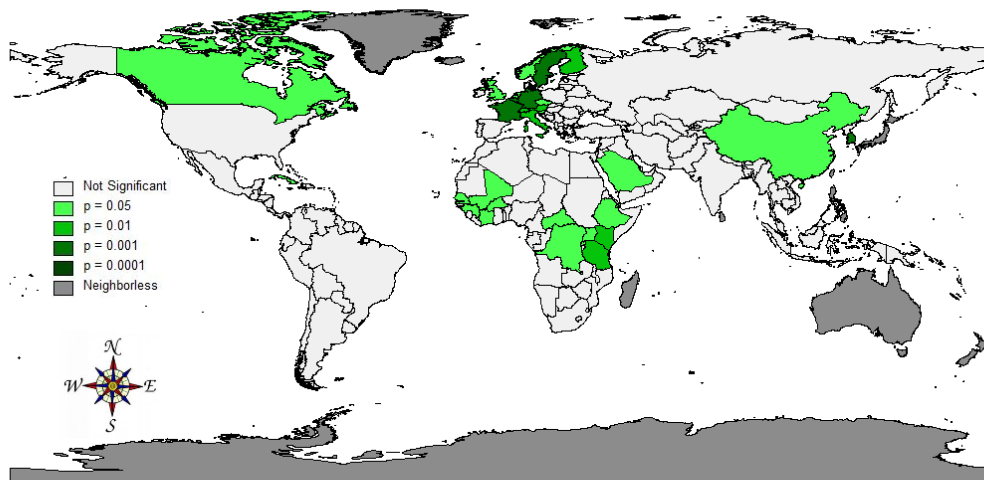 Not Significant
p = 0.05
p = 0.01
p = 0.001
p = 0.0001
Neighborless
N
W E
S